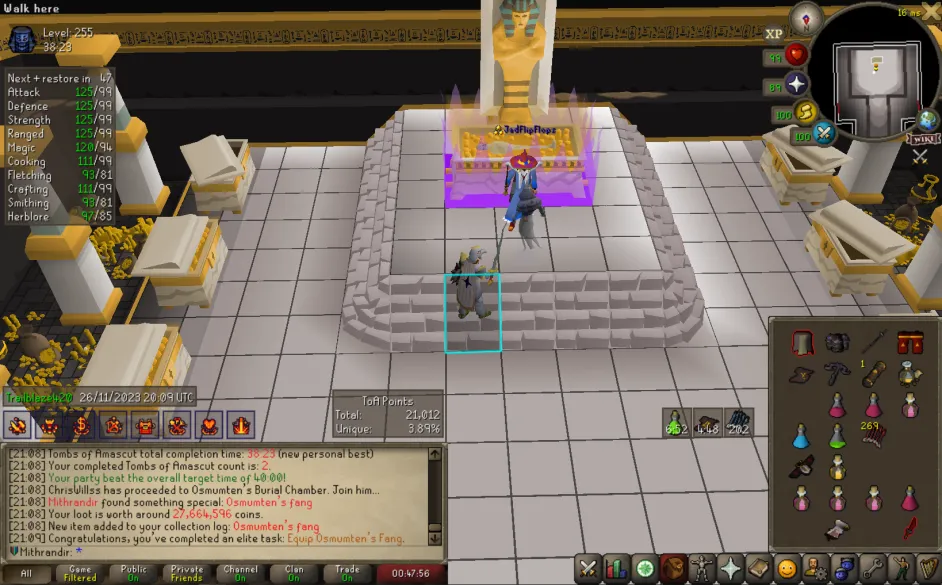 Walk here
16 ms
Level: 255
38:23
XP
99
89
100
100
WIKI
Next + restore in 47
Attack 125/99
Defence 125/99
Strength 125/99
Ranged 125/99
Magic 120/94
Cooking 111/99
Fletching 93/81
Crafting 111/99
Smithing 93/81
Herblore 97/85
JadFlipFlops
1
269
Trailblaze420 26/11/2023 20:09 UTC
ToA Points
Total: 21,012
Unique: 3.89%
6:52
4:48
202
[21:08] Tombs of Amascut total completion time: 38:23 (new personal best)
[21:08] Your completed Tombs of Amascut count is: 2.
[21:08] Your party beat the overall target time of 40:00!
[21:08] ChrisWillss has proceeded to Osmumten's Burial Chamber. Join him...
[21:08] Mithrandir found something special: Osmumten's fang
[21:08] Your loot is worth around 27,664,596 coins.
[21:08] New item added to your collection log: Osmumten's fang
[21:09] Congratulations, you've completed an elite task: Equip Osmumten's Fang.
Mithrandir: *
All
Game
Filtered
Public
On
Private
Friends
Channel
On
Clan
On
Trade
On
00:47:56